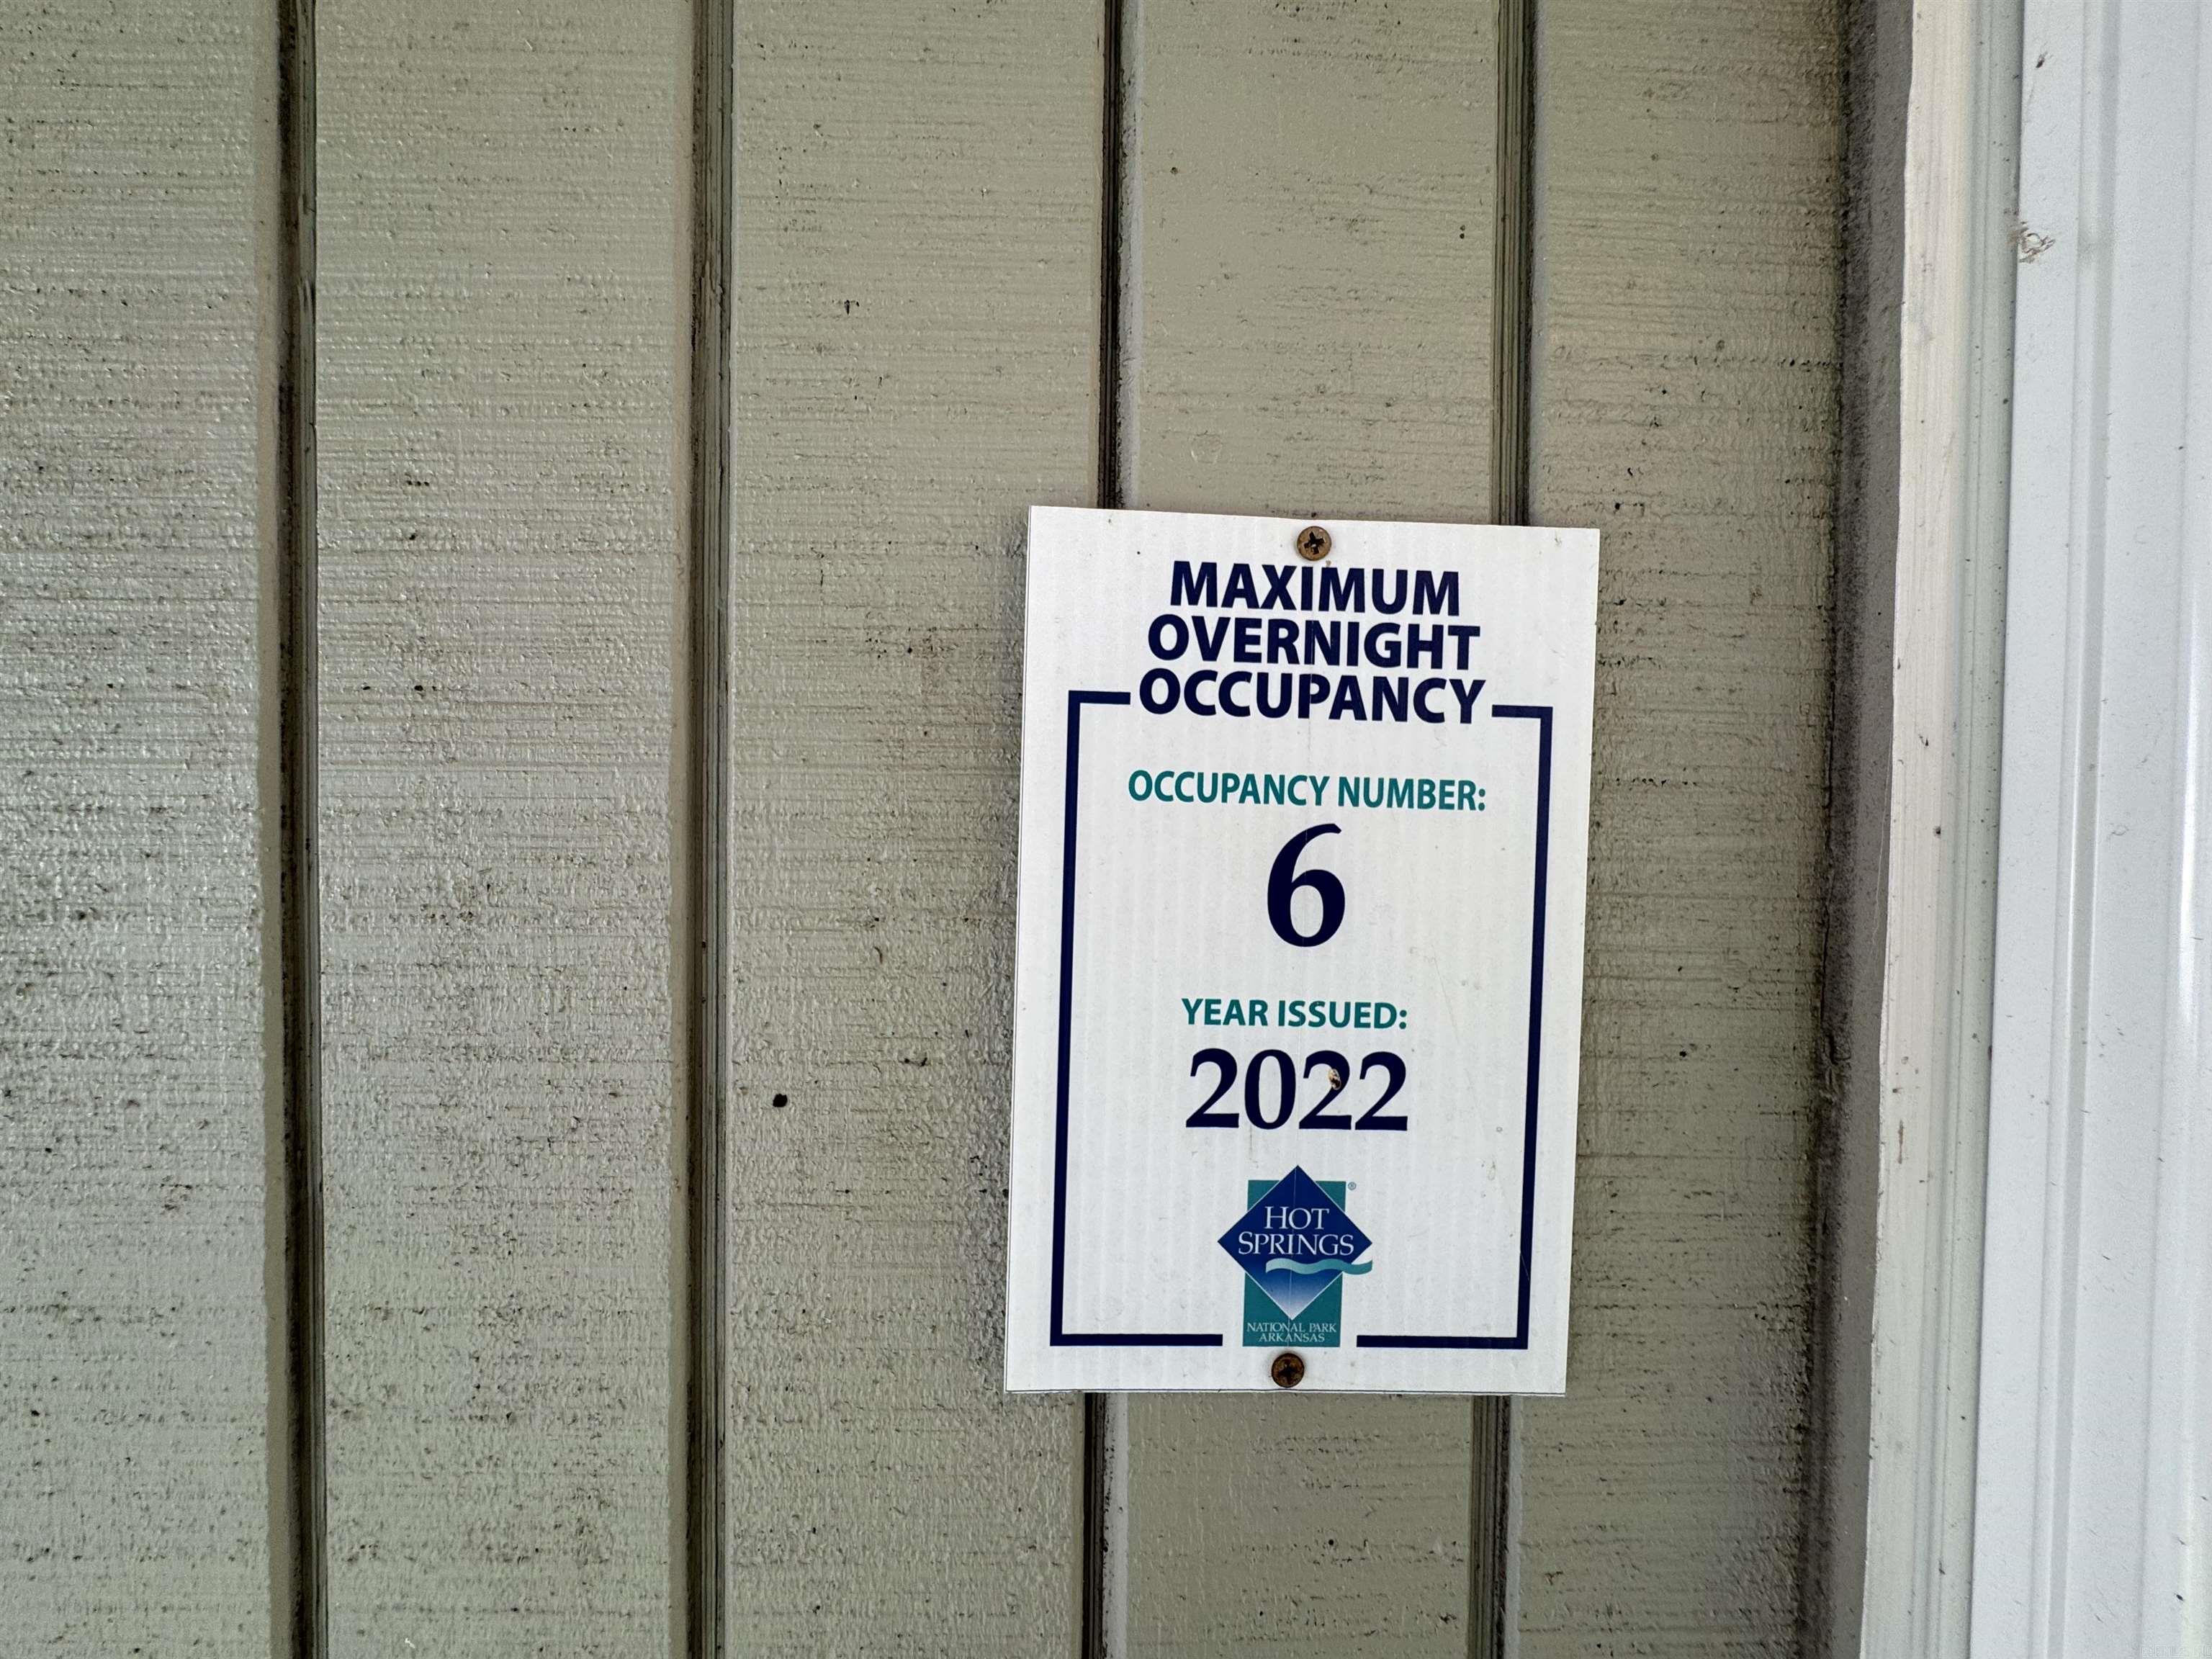 MAXIMUM
OVERNIGHT
OCCUPANCY
OCCUPANCY NUMBER:
6
YEAR ISSUED:
2022
HOT
SPRINGS
®
NATIONAL PARK
ARKANSAS